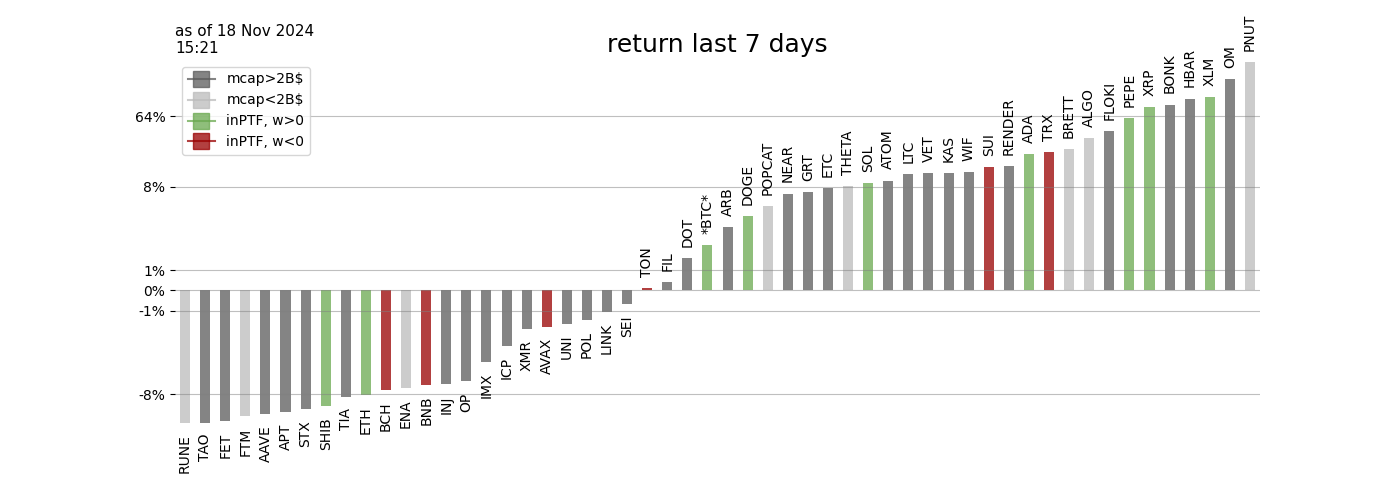 as of 18 Nov 2024
15:21
return last 7 days
mcap>2B$
mcap<2B$
inPTF, w>0
inPTF, w<0
64%
8%
1%
0%
-1%
-8%
RUNE
TAO
FET
FTM
AAVE
APT
STX
SHIB
TIA
ETH
BCH
ENA
BNB
INJ
OP
IMX
ICP
XMR
AVAX
UNI
POL
LINK
SEI
TON
FIL
DOT
*BTC*
ARB
DOGE
POPCAT
NEAR
GRT
ETC
THETA
SOL
ATOM
LTC
VET
KAS
WIF
SUI
RENDER
ADA
TRX
BRETT
ALGO
FLOKI
PEPE
XRP
BONK
HBAR
XLM
OM
PNUT